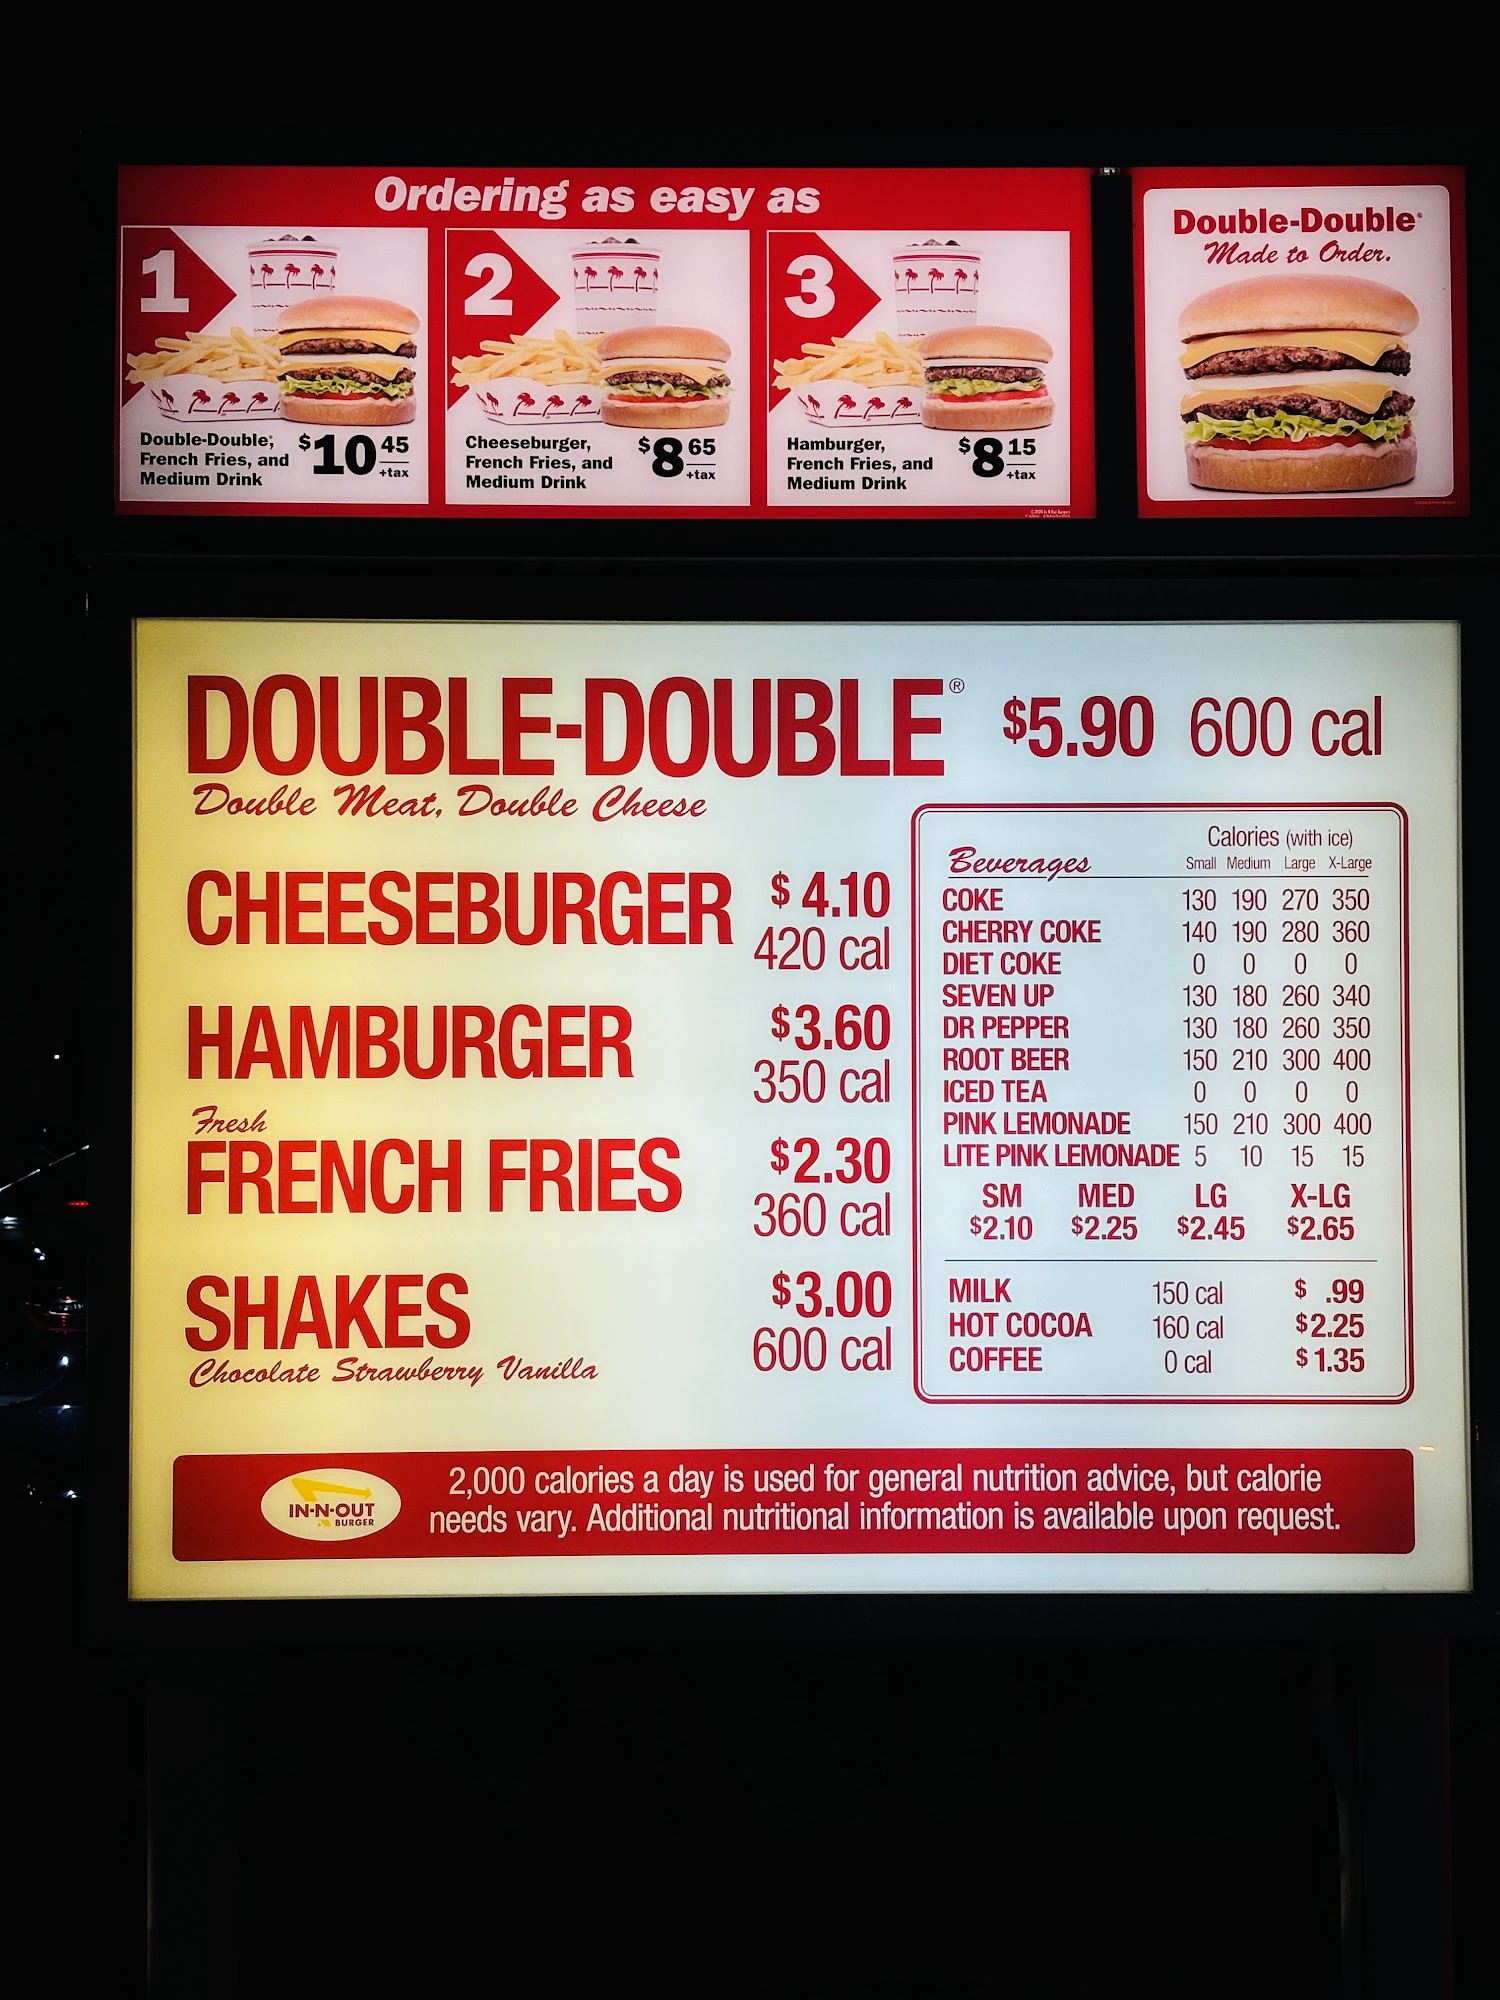 Ordering as easy as
1
Double-Double®,
French Fries, and
Medium Drink
$10 45
+tax
2
Cheeseburger,
French Fries, and
Medium Drink
$8 65
+tax
3
Hamburger,
French Fries, and
Medium Drink
$8 15
+tax
Double-Double®
Made to Order.
DOUBLE-DOUBLE® $5.90 600 cal
Double Meat, Double Cheese
CHEESEBURGER $4.10
420 cal
HAMBURGER $3.60
350 cal
Fresh
FRENCH FRIES $2.30
360 cal
SHAKES $3.00
600 cal
Chocolate Strawberry Vanilla
Calories (with ice)
Beverages Small Medium Large X-Large
COKE 130 190 270 350
CHERRY COKE 140 190 280 360
DIET COKE 0 0 0 0
SEVEN UP 130 180 260 340
DR PEPPER 130 180 260 350
ROOT BEER 150 210 300 400
ICED TEA 0 0 0 0
PINK LEMONADE 150 210 300 400
LITE PINK LEMONADE 5 10 15 15
SM MED LG X-LG
$2.10 $2.25 $2.45 $2.65
MILK 150 cal $ .99
HOT COCOA 160 cal $2.25
COFFEE 0 cal $1.35
IN-N-OUT
BURGER
2,000 calories a day is used for general nutrition advice, but calorie
needs vary. Additional nutritional information is available upon request.